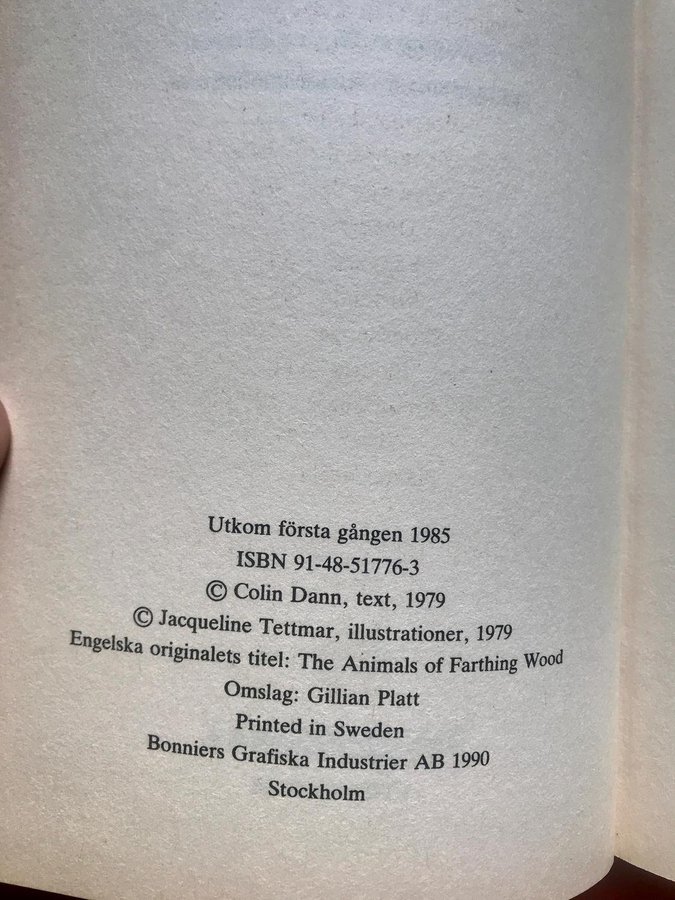 Utkom första gången 1985
ISBN 91-48-51776-3
© Colin Dann, text, 1979
© Jacqueline Tettmar, illustrationer, 1979
Engelska originalets titel: The Animals of Farthing Wood
Omslag: Gillian Platt
Printed in Sweden
Bonniers Grafiska Industrier AB 1990
Stockholm